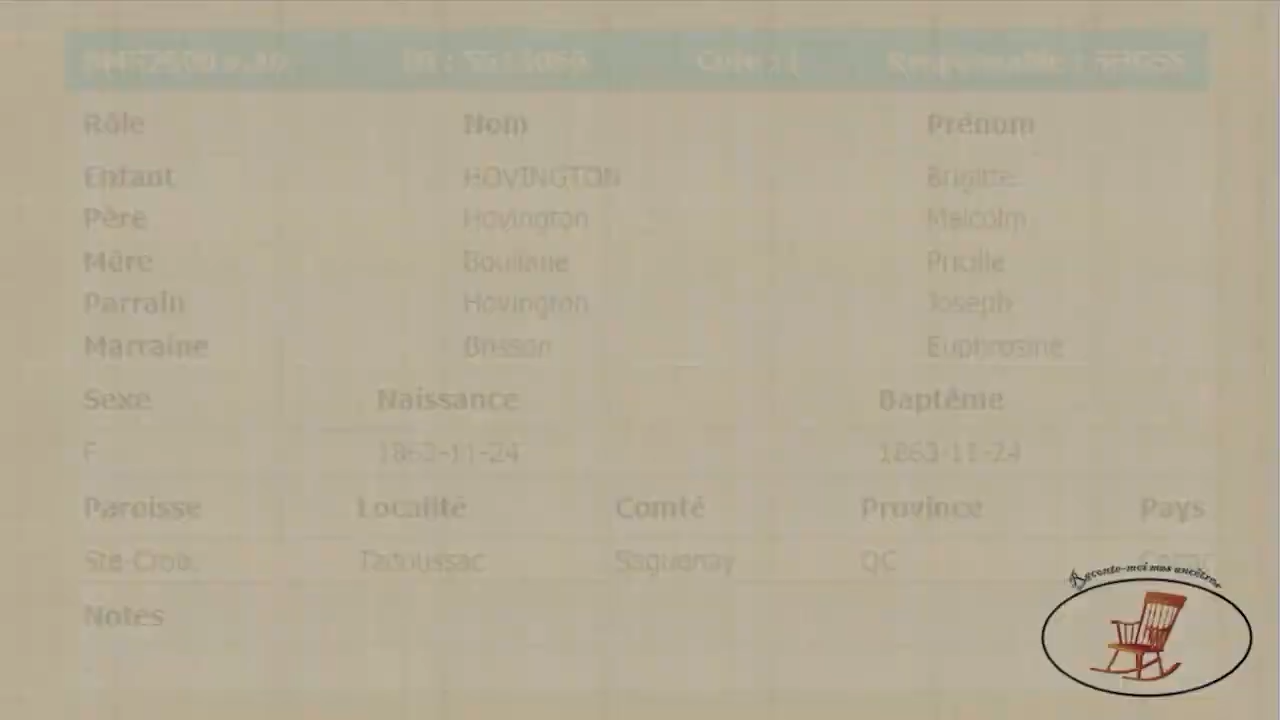 Rôle Nom Prénom
Enfant HOVINGTON Brigitte
Père Hovington Malcolm
Mère Bouliane
Parrain Hovington Joseph
Marraine Brisson Euphrosine
Sexe Naissance Baptême
F 1863-11-24 1863-11-24
Paroisse Localité Comté Province Pays
Ste-Croix Tadoussac Saguenay QC
Raconte-moi mes ancêtres
Notes